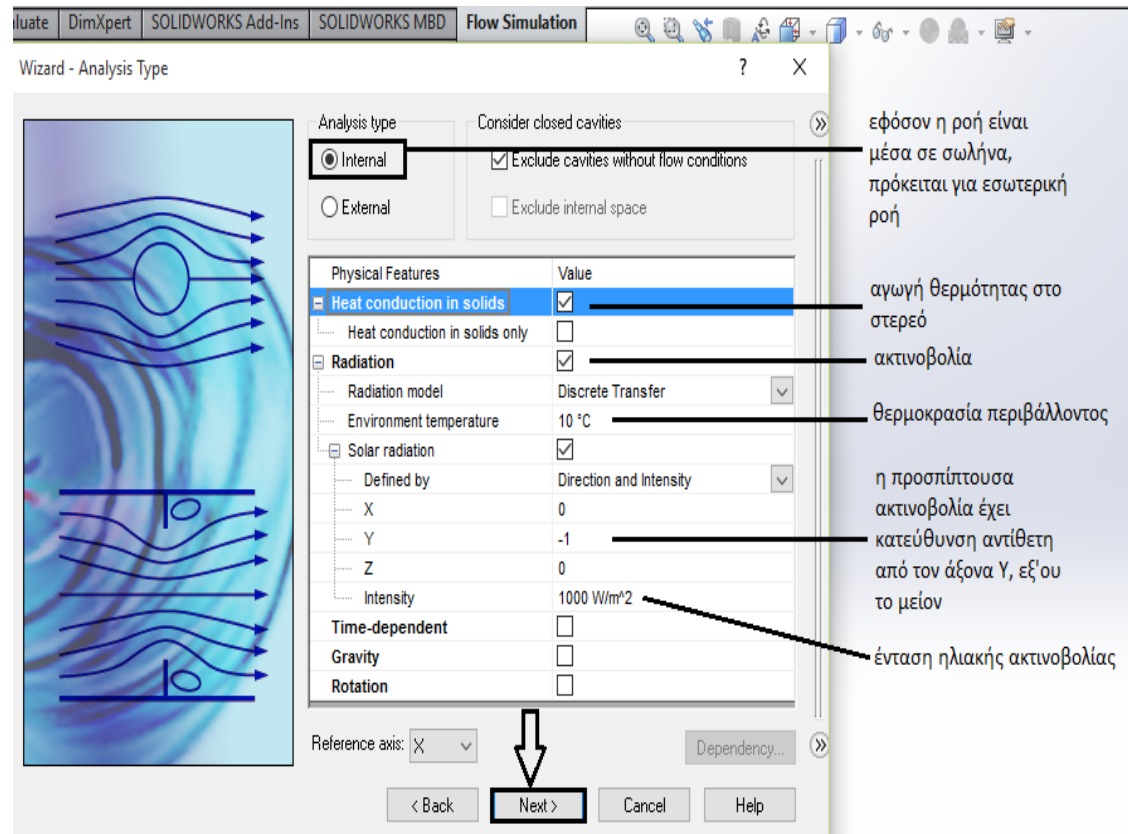 luate DimXpert SOLIDWORKS Add-Ins SOLIDWORKS MBD Flow Simulation
Wizard - Analysis Type ? X
Analysis type
Internal
External
Consider closed cavities
Exclude cavities without flow conditions
Exclude internal space
Physical Features Value
Heat conduction in solids
Heat conduction in solids only
Radiation
Radiation model Discrete Transfer
Environment temperature 10 °C
Solar radiation
Defined by Direction and Intensity
X 0
Y -1
Z 0
Intensity 1000 W/m^2
Time-dependent
Gravity
Rotation
Reference axis: X
Dependency...
< Back Next > Cancel Help
εφόσον η ροή είναι
μέσα σε σωλήνα,
πρόκειται για εσωτερική
ροή
αγωγή θερμότητας στο
στερεό
ακτινοβολία
θερμοκρασία περιβάλλοντος
η προσπίπτουσα
ακτινοβολία έχει
κατεύθυνση αντίθετη
από τον άξονα Υ, εξ'ου
το μείον
ένταση ηλιακής ακτινοβολίας